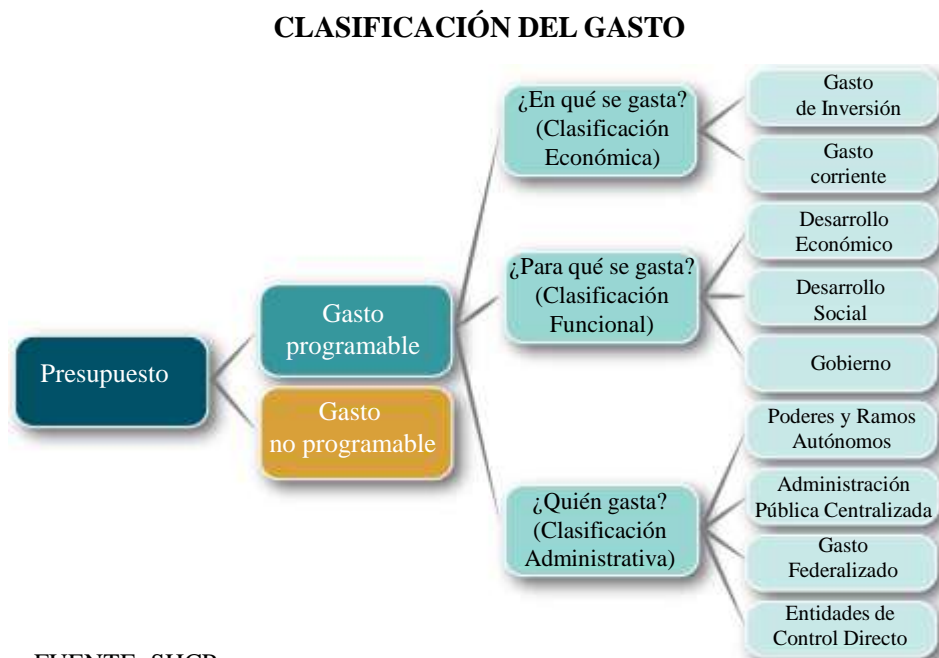 CLASIFICACIÓN DEL GASTO
Presupuesto
Gasto
programable
Gasto
no programable
¿En qué se gasta?
(Clasificación
Económica)
Gasto
de Inversión
Gasto
corriente
¿Para qué se gasta?
(Clasificación
Funcional)
Desarrollo
Económico
Desarrollo
Social
Gobierno
¿Quién gasta?
(Clasificación
Administrativa)
Poderes y Ramos
Autónomos
Administración
Pública Centralizada
Gasto
Federalizado
Entidades de
Control Directo